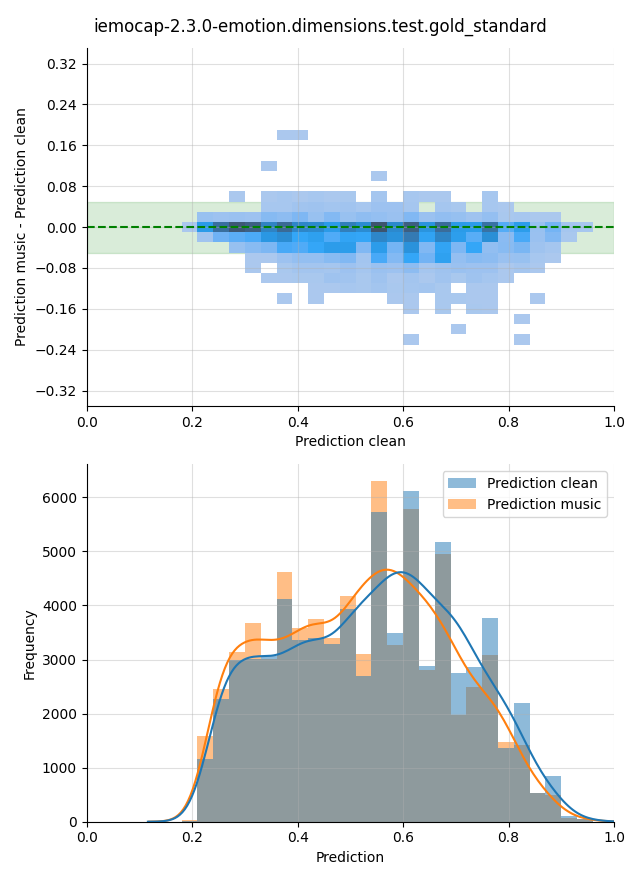 iemocap-2.3.0-emotion.dimensions.test.gold_standard
0.32
0.24
0.16
0.08
0.00
−0.08
−0.16
−0.24
−0.32
Prediction music - Prediction clean
0.0 0.2 0.4 0.6 0.8 1.0
Prediction clean
Prediction clean
Prediction music
6000
5000
4000
3000
2000
1000
0
Frequency
0.0 0.2 0.4 0.6 0.8 1.0
Prediction